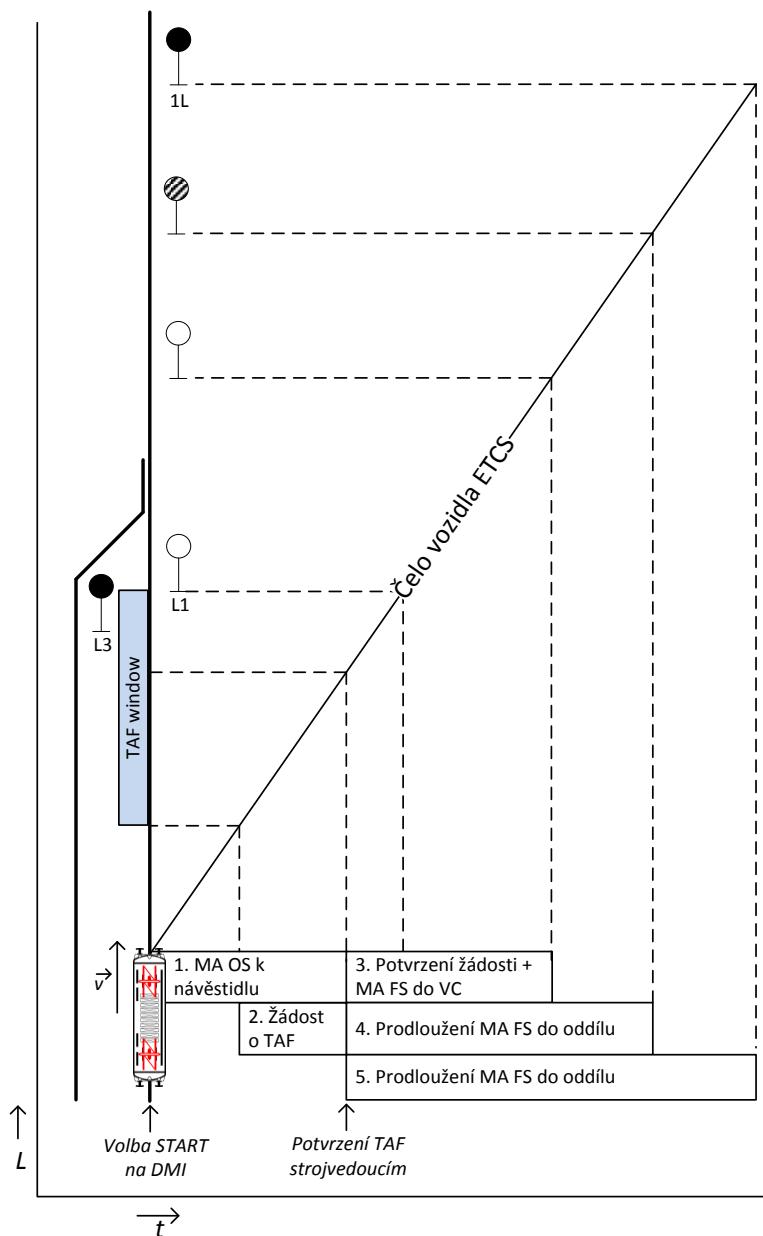 1L
L1
L3
TAF window
Čelo vozidla ETCS
v
1. MA OS k
návěstidlu
3. Potvrzení žádosti +
MA FS do VC
2. Žádost
o TAF
4. Prodloužení MA FS do oddílu
5. Prodloužení MA FS do oddílu
L
Volba START
na DMI
Potvrzení TAF
strojvedoucím
t